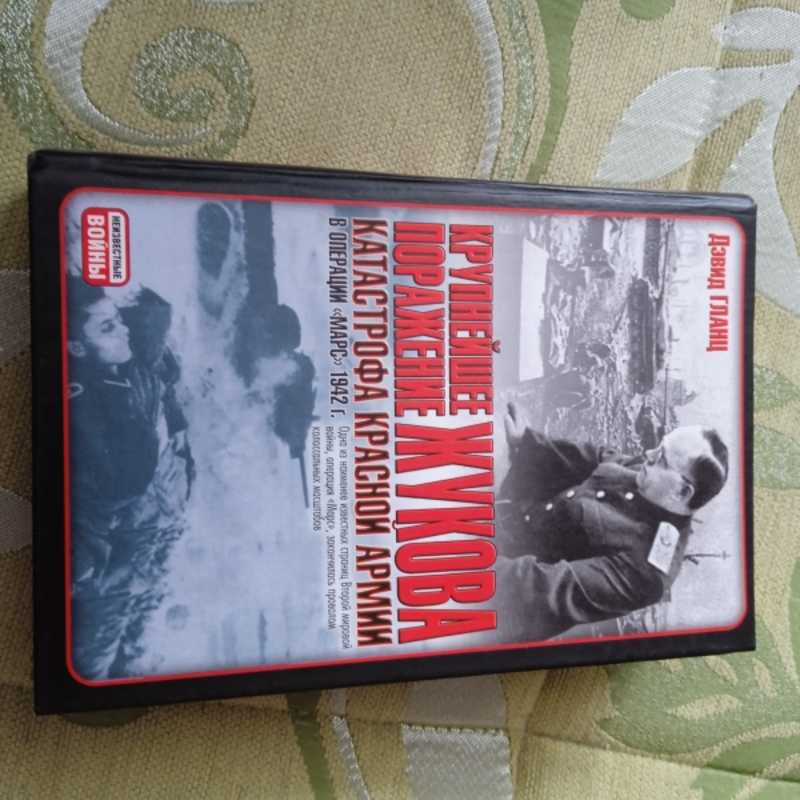 Дэвид ГЛАНЦ
КРУПНЕЙШЕЕ
ПОРАЖЕНИЕ ЖУКОВА
КАТАСТРОФА КРАСНОЙ АРМИИ
В ОПЕРАЦИИ «МАРС» 1942 г.
Одна из наименее известных страниц Второй мировой
войны, операция «Марс», закончилась провалом
колоссальных масштабов
НЕИЗВЕСТНЫЕ
ВОЙНЫ